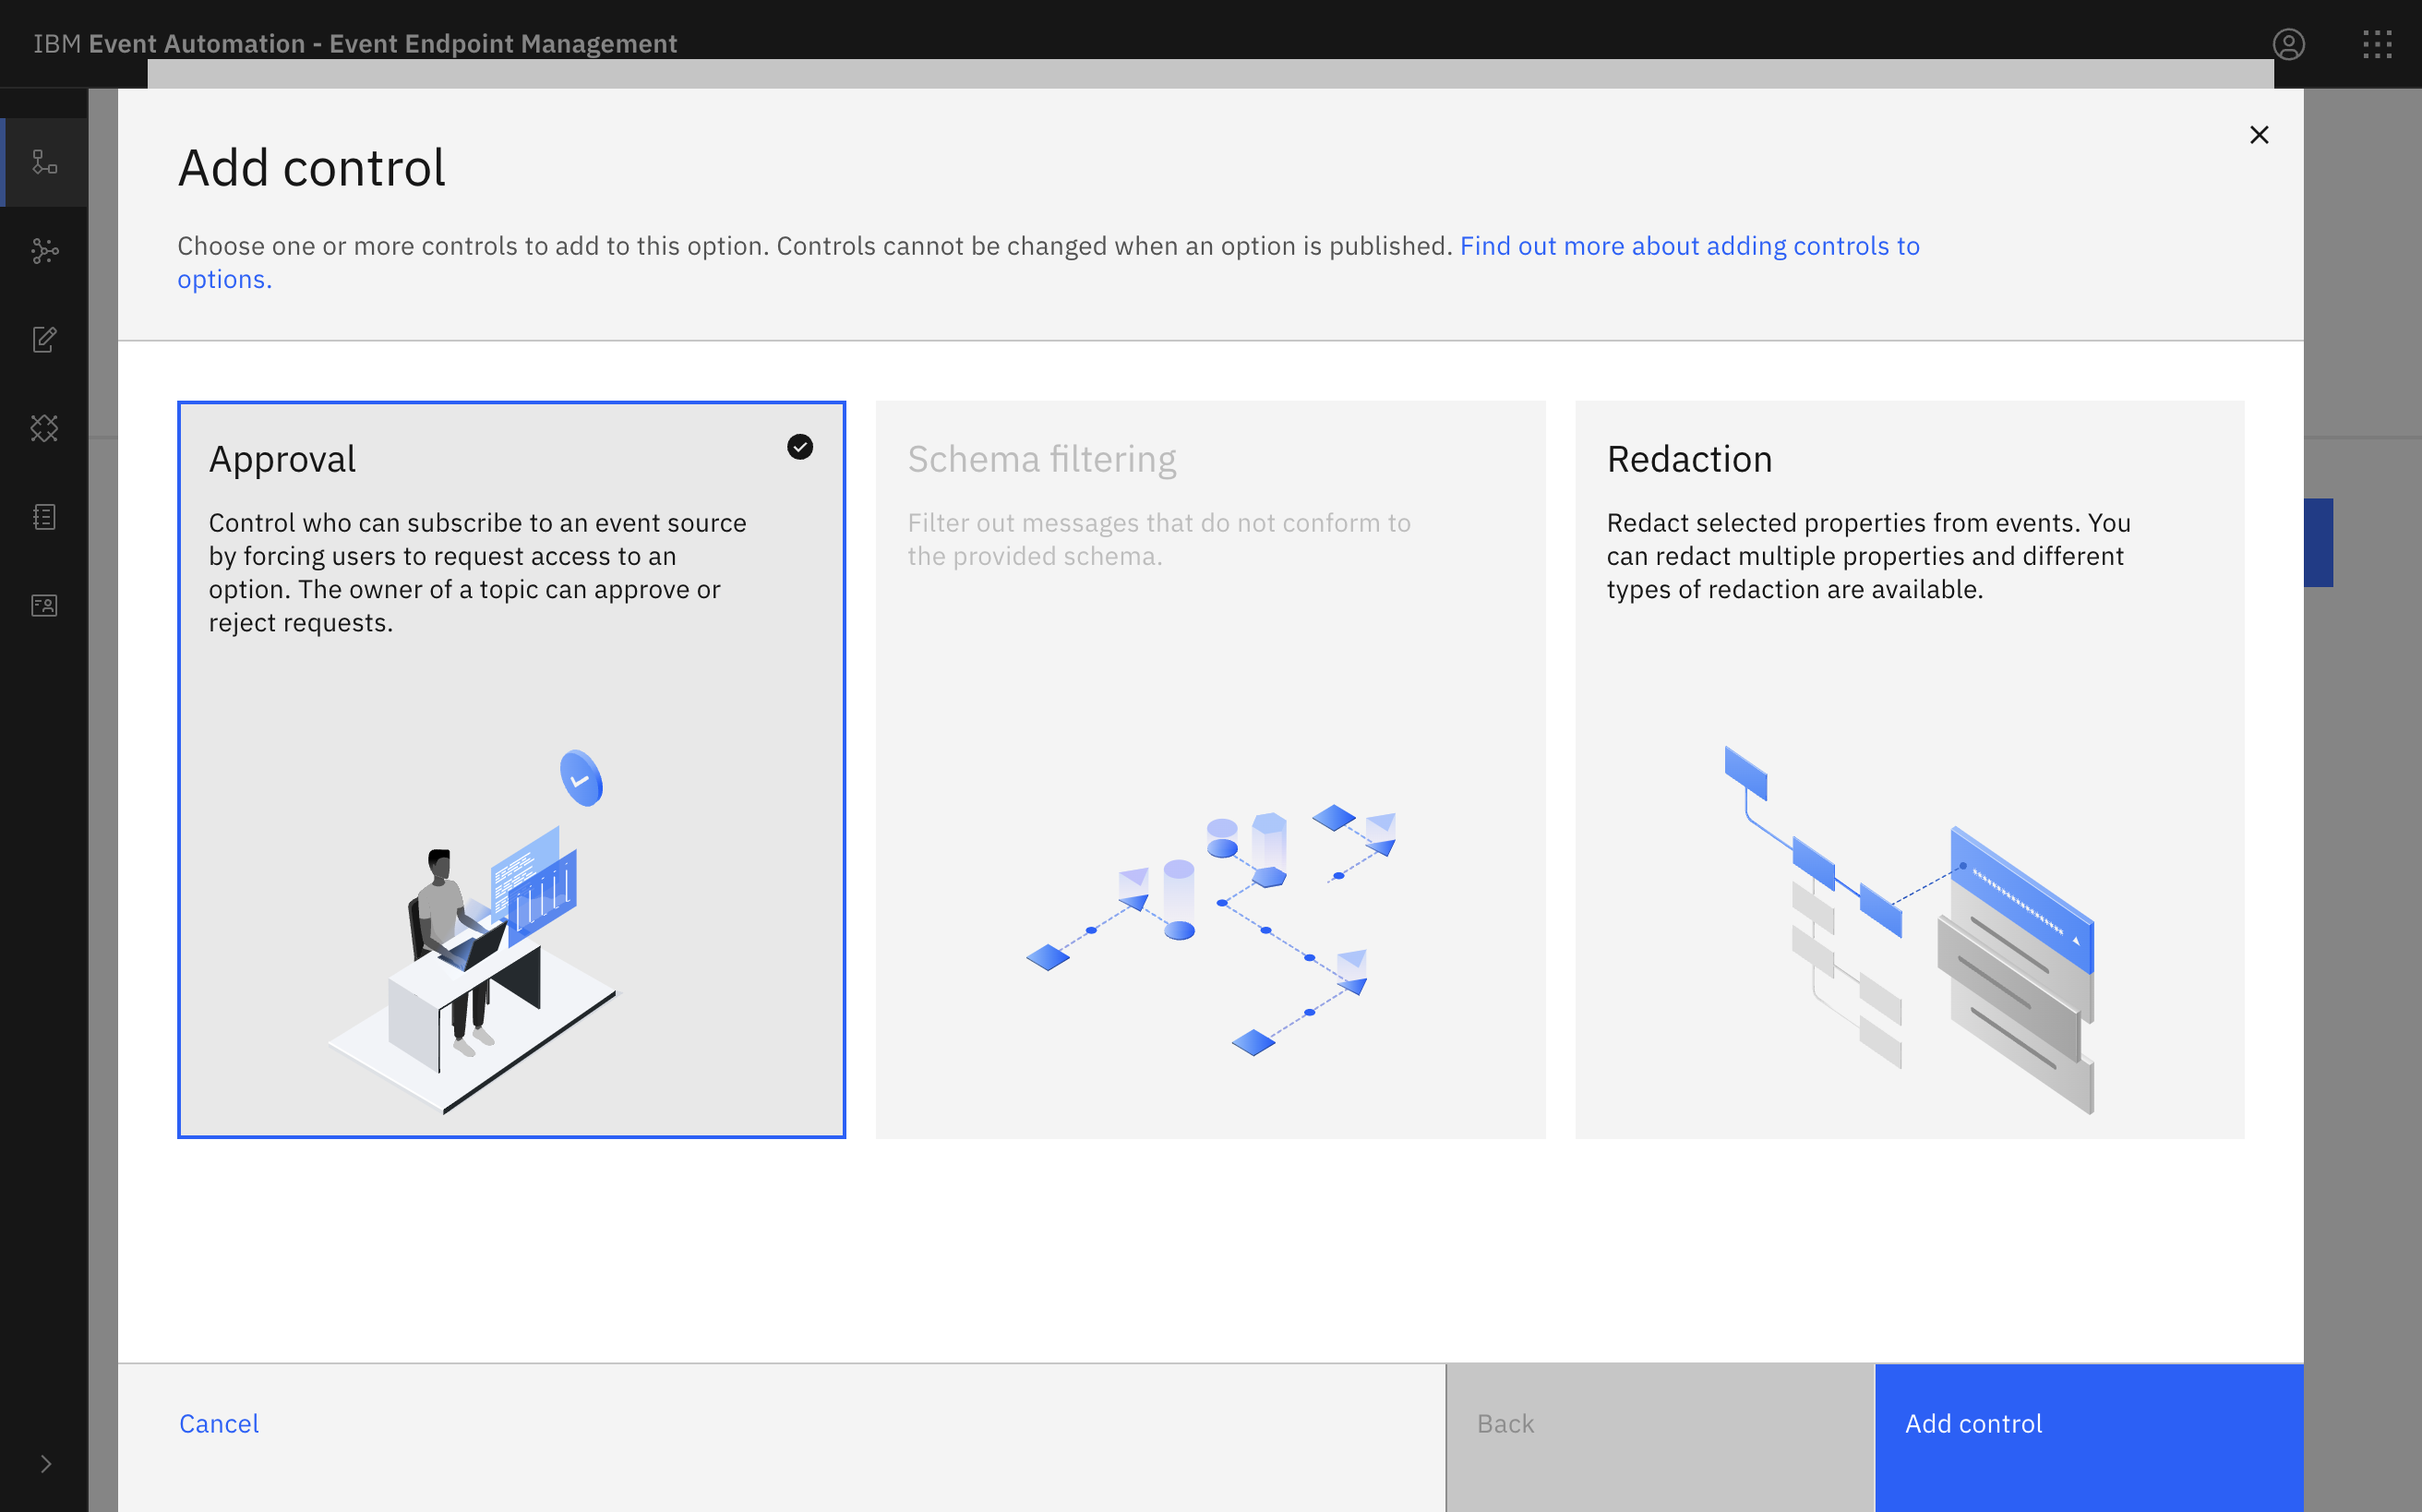 IBM Event Automation - Event Endpoint Management
Add control
Choose one or more controls to add to this option. Controls cannot be changed when an option is published. Find out more about adding controls to
options.
Approval
Control who can subscribe to an event source
by forcing users to request access to an
option. The owner of a topic can approve or
reject requests.
Schema filtering
Filter out messages that do not conform to
the provided schema.
Redaction
Redact selected properties from events. You
can redact multiple properties and different
types of redaction are available.
Cancel
Back
Add control